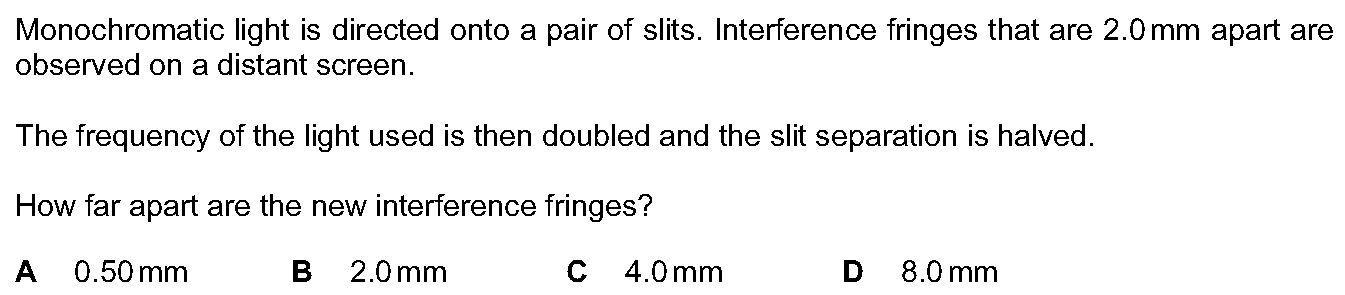 Monochromatic light is directed onto a pair of slits. Interference fringes that are 2.0 mm apart are
observed on a distant screen.
The frequency of the light used is then doubled and the slit separation is halved.
How far apart are the new interference fringes?
A 0.50 mm B 2.0 mm C 4.0 mm D 8.0 mm